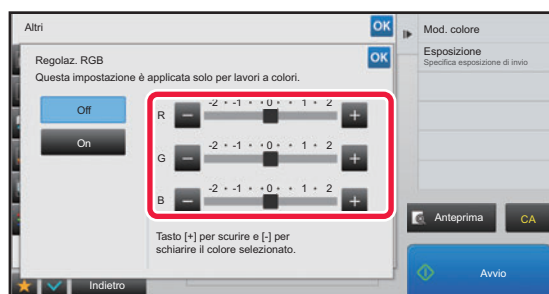 Altri
OK
Mod. colore
Esposizione
Specifica esposizione di invio
Regolaz. RGB
OK
Questa impostazione è applicata solo per lavori a colori.
Off
On
-2 -1 0 1 2
R - +
-2 -1 0 1 2
G - +
-2 -1 0 1 2
B - +
Tasto [+] per scurire e [-] per
schiarire il colore selezionato.
Anteprima
CA
Indietro
Avvio